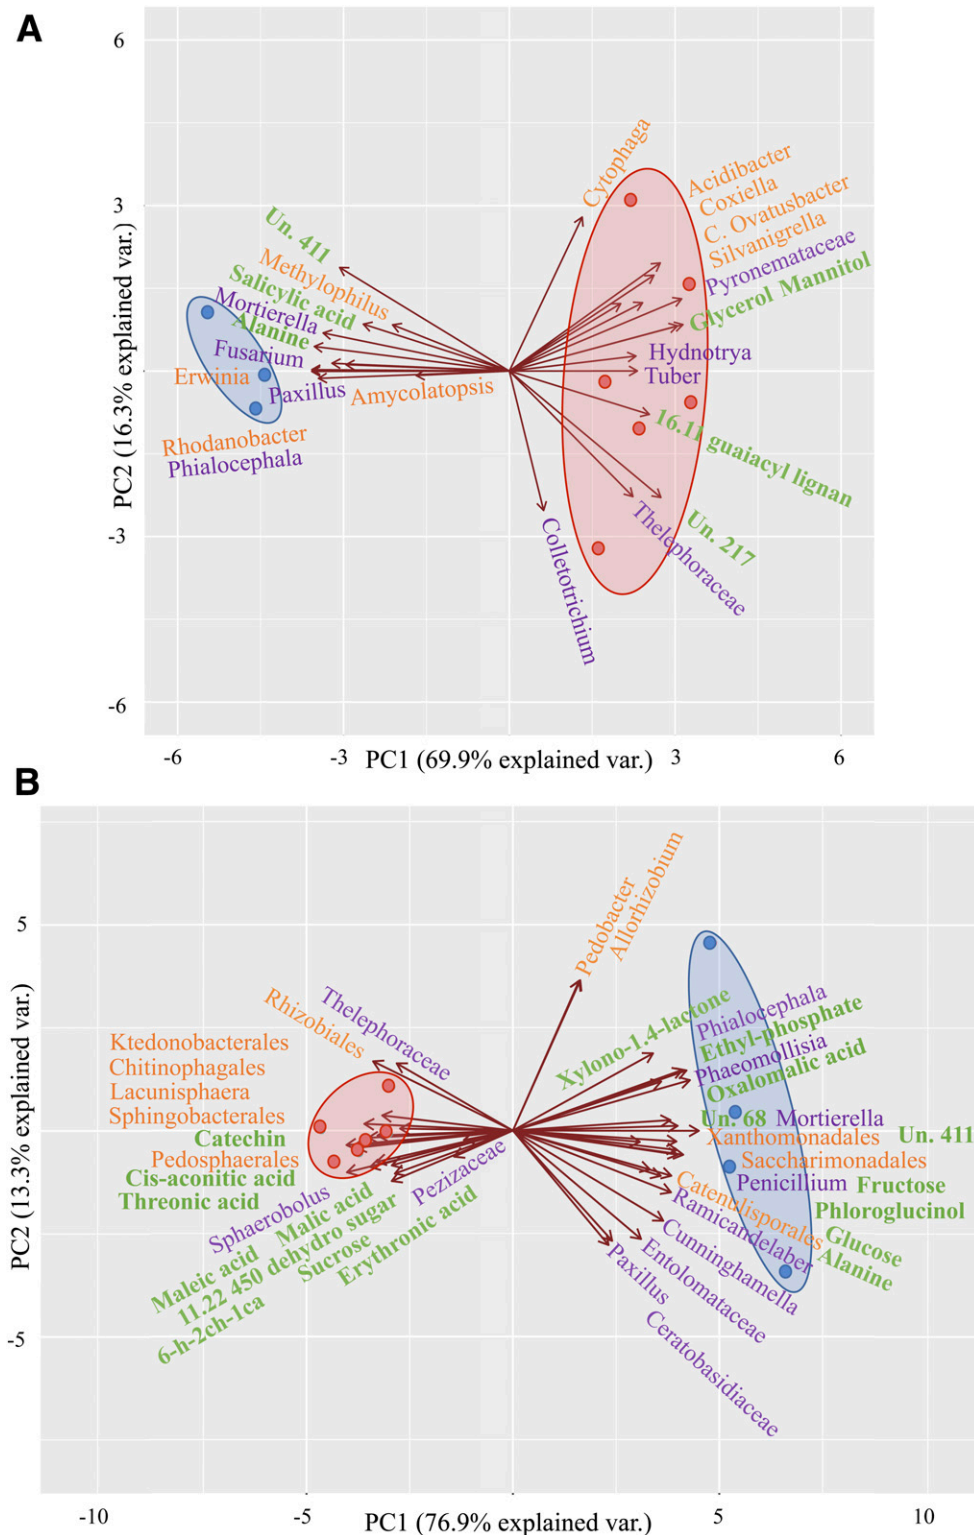 A
6
3
-3
-6
PC2 (16.3% explained var.)
Cytophaga
Acidibacter
Coxiella
C. Ovatusbacter
Silvanigrella
Pyronemataceae
Glycerol Mannitol
Un. 411
Methylophilus
Salicylic acid
Mortierella
Alanine
Fusarium
Erwinia
Paxillus
Amycolatopsis
Hydnotrya
Tuber
16.11 guaiacyl lignan
Rhodanobacter
Phialocephala
Un. 217
Thelephoraceae
Colletotrichium
-6
-3
3
6
PC1 (69.9% explained var.)
B
5
-5
PC2 (13.3% explained var.)
Pedobacter
Allorhizobium
Rhizobiales
Thelephoraceae
Xylono-1.4-lactone
Phialocephala
Ethyl-phosphate
Phaeomollisia
Oxalomalic acid
Ktedonobacterales
Chitinophagales
Lacunisphaera
Sphingobacterales
Catechin
Pedosphaerales
Cis-aconitic acid
Threonic acid
Un. 68
Mortierella
Xanthomonadales
Un. 411
Saccharimonadales
Penicillium
Fructose
Phloroglucinol
Catenulisporales
Glucose
Alanine
Ramicandelaber
Cunninghamella
Entolomataceae
Paxillus
Ceratobasidiaceae
Sphaerobolus
Pezizaceae
Malic acid
Maleic acid
11.22 450 dehydro sugar
Sucrose
Erythronic acid
6-h-2ch-1ca
-10
-5
5
10
PC1 (76.9% explained var.)